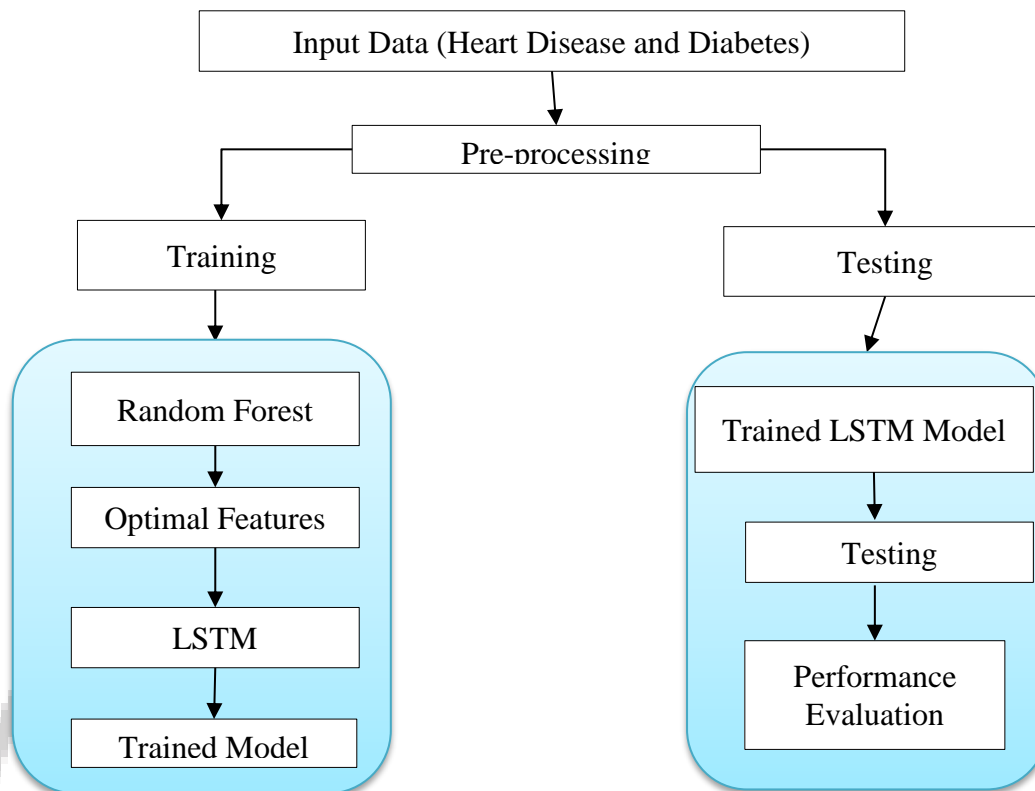 Input Data (Heart Disease and Diabetes)
Pre-processing
Training
Testing
Random Forest
Optimal Features
LSTM
Trained Model
Trained LSTM Model
Testing
Performance
Evaluation